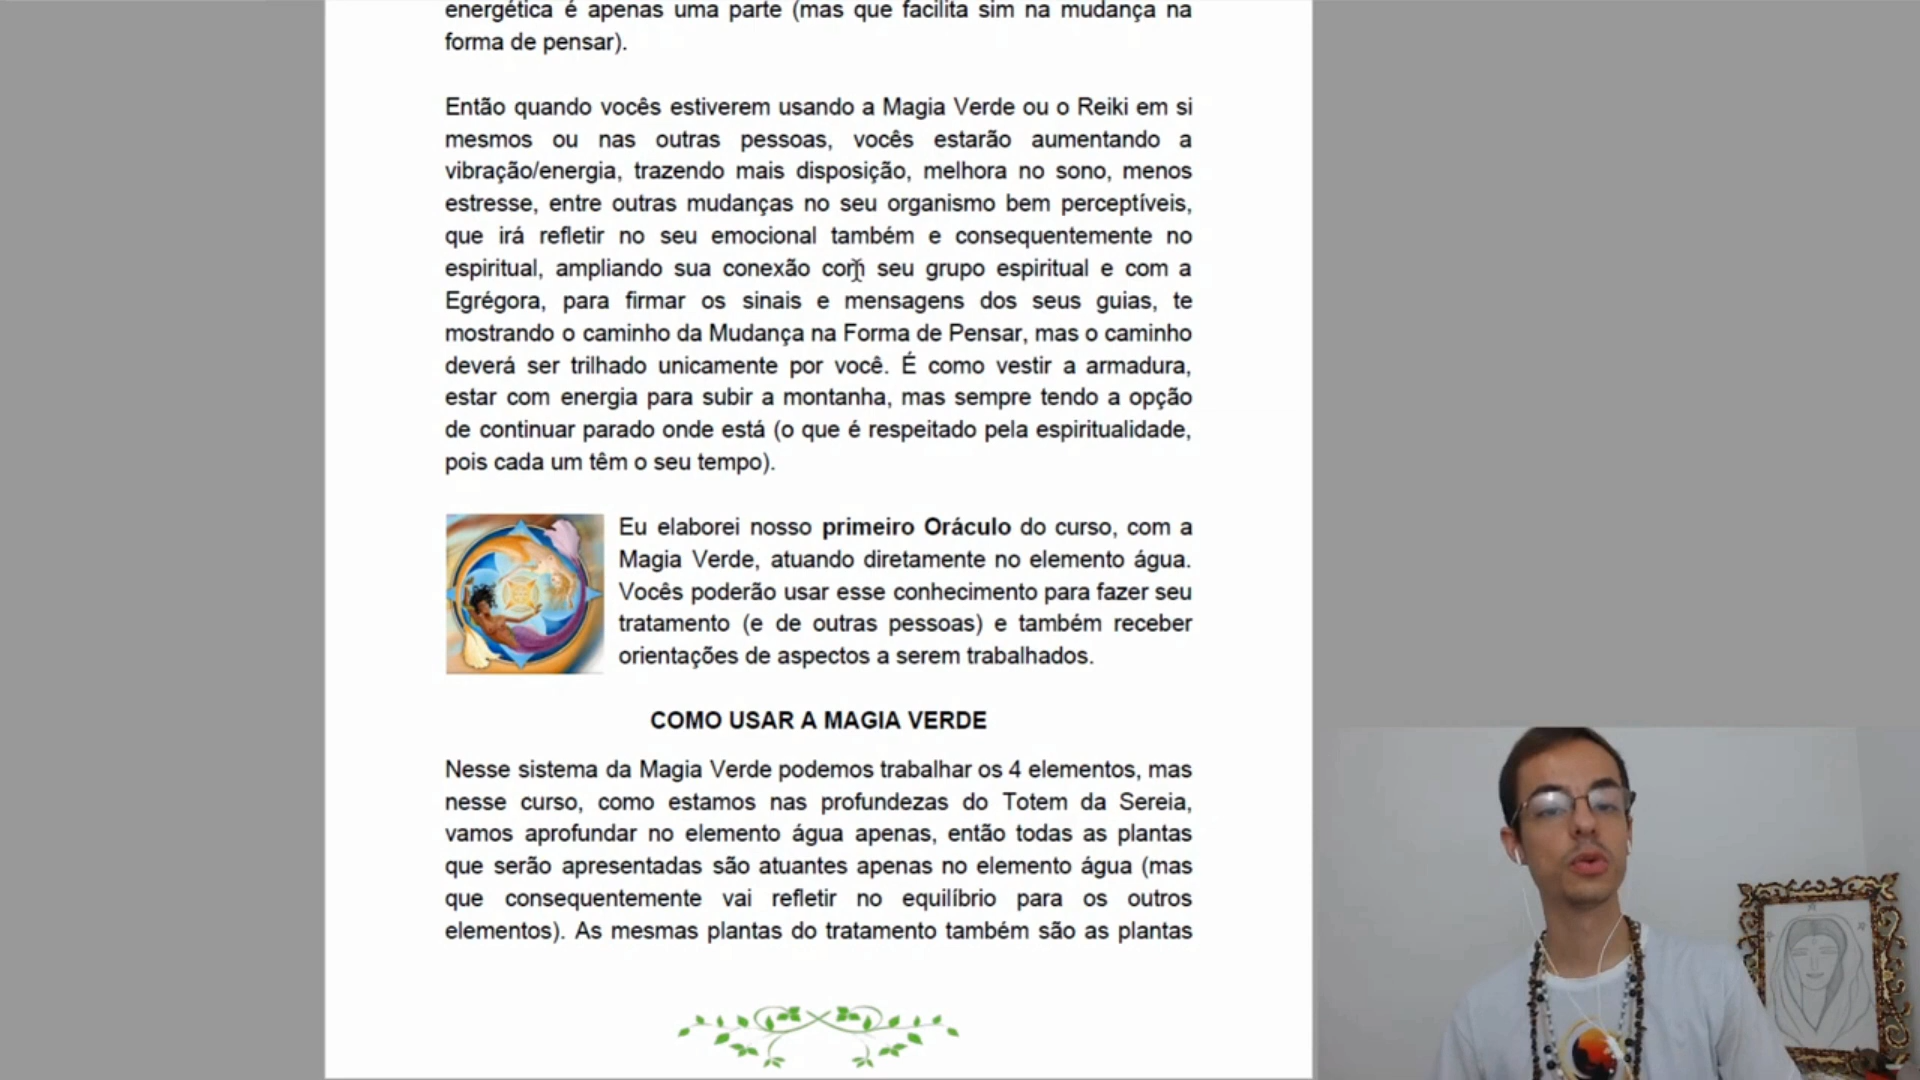 energética é apenas uma parte (mas que facilita sim na mudança na
forma de pensar).
Então quando vocês estiverem usando a Magia Verde ou o Reiki em si
mesmos ou nas outras pessoas, vocês estarão aumentando a
vibração/energia, trazendo mais disposição, melhora no sono, menos
estresse, entre outras mudanças no seu organismo bem perceptíveis,
que irá refletir no seu emocional também e consequentemente no
espiritual, ampliando sua conexão com seu grupo espiritual e com a
Egrégora, para firmar os sinais e mensagens dos seus guias, te
mostrando o caminho da Mudança na Forma de Pensar, mas o caminho
deverá ser trilhado unicamente por você. É como vestir a armadura,
estar com energia para subir a montanha, mas sempre tendo a opção
de continuar parado onde está (o que é respeitado pela espiritualidade,
pois cada um têm o seu tempo).
Eu elaborei nosso primeiro Oráculo do curso, com a
Magia Verde, atuando diretamente no elemento água.
Vocês poderão usar esse conhecimento para fazer seu
tratamento (e de outras pessoas) e também receber
orientações de aspectos a serem trabalhados.
COMO USAR A MAGIA VERDE
Nesse sistema da Magia Verde podemos trabalhar os 4 elementos, mas
nesse curso, como estamos nas profundezas do Totem da Sereia,
vamos aprofundar no elemento água apenas, então todas as plantas
que serão apresentadas são atuantes apenas no elemento água (mas
que consequentemente vai refletir no equilíbrio para os outros
elementos). As mesmas plantas do tratamento também são as plantas